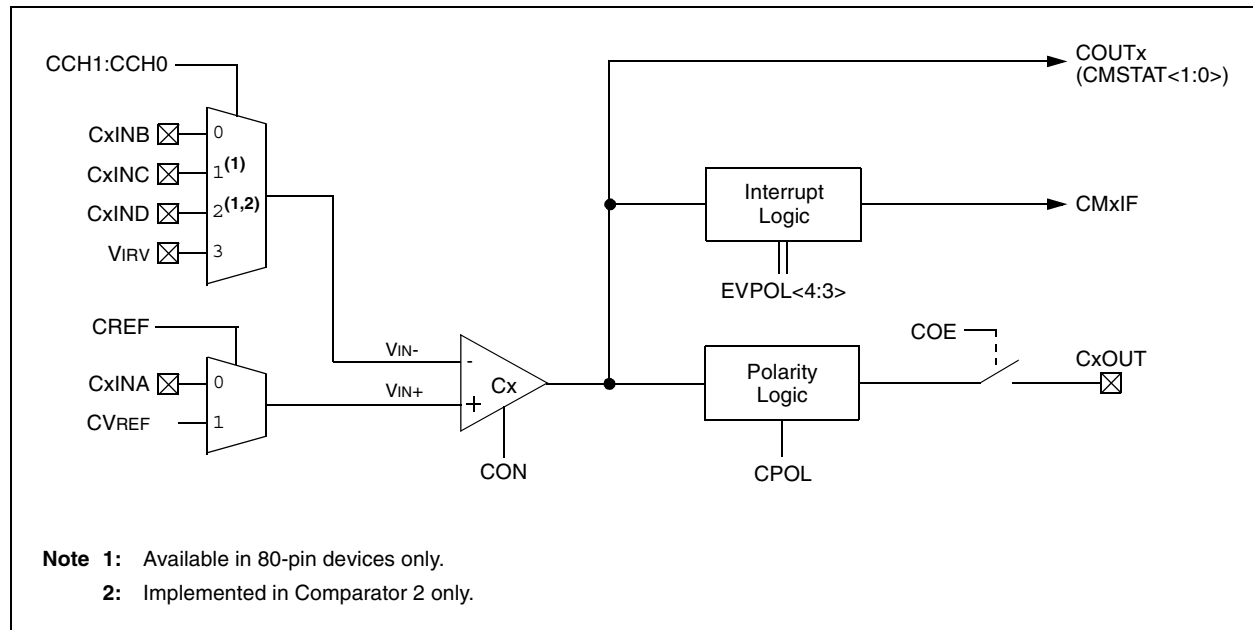 CCH1:CCH0
CxINB
0
CxINC
1(1)
CxIND
2(1,2)
VIRV
3
CREF
CxINA
0
CVREF
1
VIN-
VIN+
-
+
Cx
CON
COUTx
(CMSTAT<1:0>)
Interrupt
Logic
CMxIF
EVPOL<4:3>
COE
CxOUT
Polarity
Logic
CPOL
Note 1: Available in 80-pin devices only.
2: Implemented in Comparator 2 only.